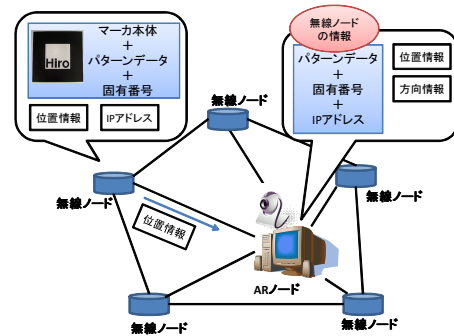 Hiro
マーカ本体
+
パターンデータ
+
固有番号
位置情報
IPアドレス
無線ノード
の情報
パターンデータ
+
固有番号
+
IPアドレス
位置情報
方向情報
無線ノード
無線ノード
無線ノード
位置情報
ARノード
無線ノード
無線ノード